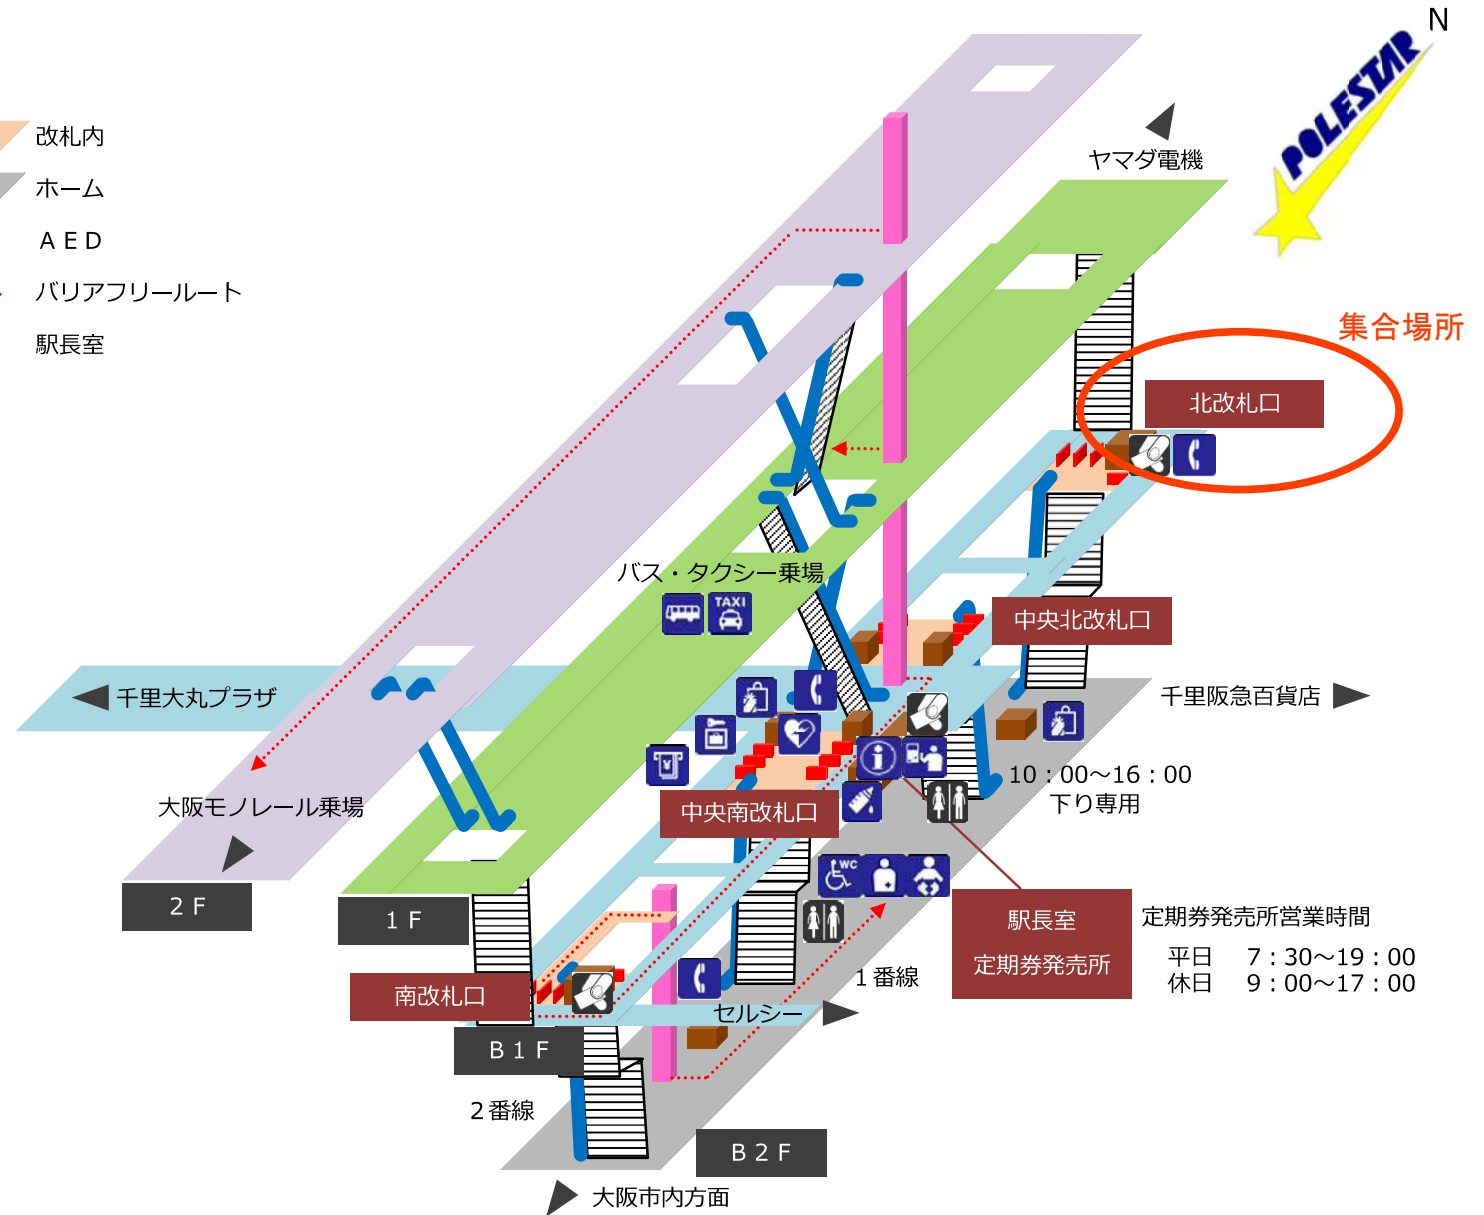 N
POLESTAR
改札内
ヤマダ電機
ホーム
ＡＥＤ
バリアフリールート
集合場所
駅長室
北改札口
バス・タクシー乗場
TAXI
中央北改札口
千里大丸プラザ
千里阪急百貨店
10：00～16：00
下り専用
大阪モノレール乗場
中央南改札口
WC
２Ｆ
１Ｆ
駅長室
定期券発売所
定期券発売所営業時間
平日　7：30～19：00
休日　9：00～17：00
１番線
南改札口
セルシー
Ｂ１Ｆ
２番線
Ｂ２Ｆ
大阪市内方面